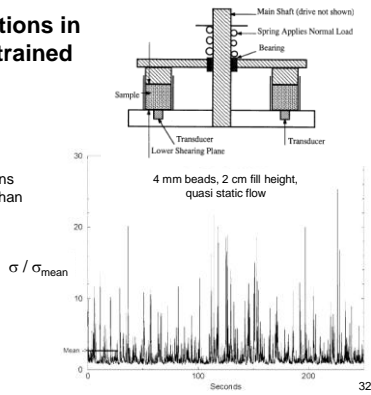 tions in
trained
Main Shaft (drive not shown)
Spring Applies Normal Load
Bearing
Sample
Transducer
Lower Shearing Plane
Transducer
ns
han
4 mm beads, 2 cm fill height,
quasi static flow
σ / σmean
30
20
10
Mean
0
0
100
200
Seconds
32